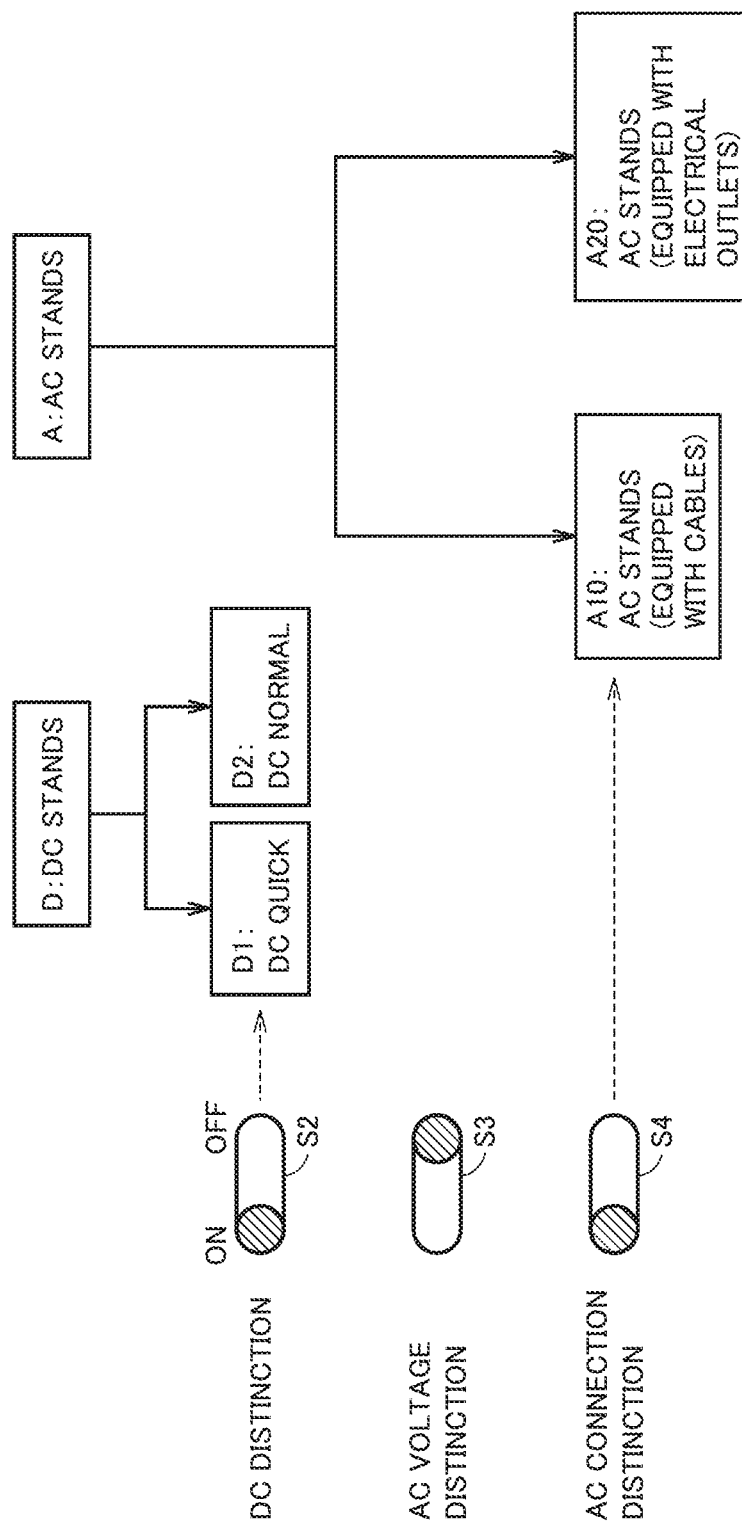 D:DC STANDS
A:AC STANDS
ON
OFF
DC DISTINCTION
S2
D1:
DC QUICK
D2:
DC NORMAL
AC VOLTAGE
DISTINCTION
S3
AC CONNECTION
DISTINCTION
S4
A10:
AC STANDS
(EQUIPPED
WITH CABLES)
A20:
AC STANDS
(EQUIPPED WITH
ELECTRICAL
OUTLETS)